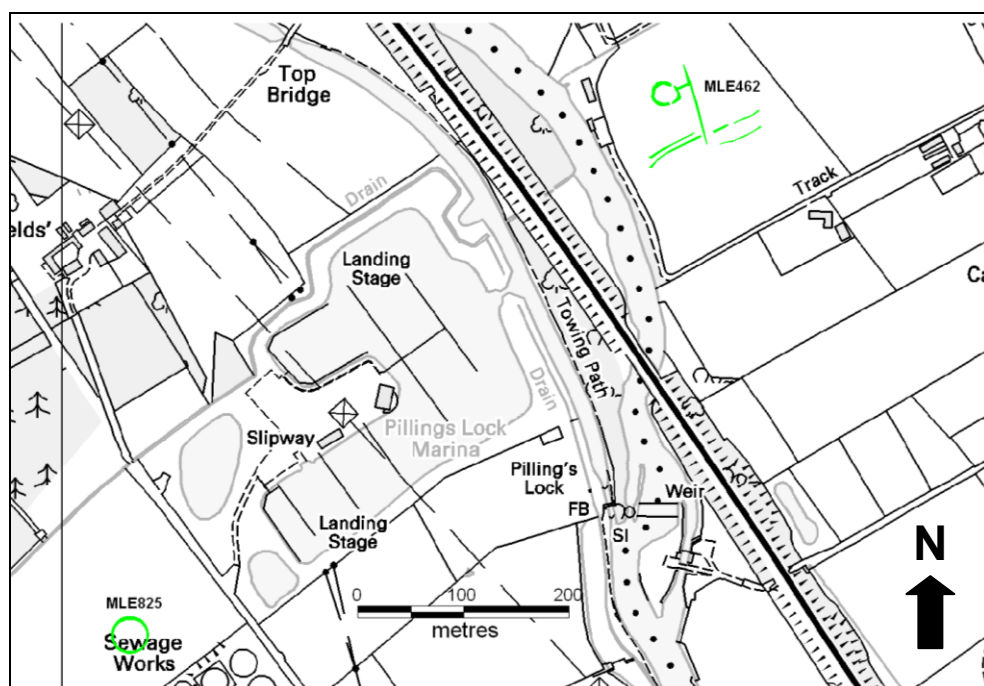 Top
Bridge
MLE462
Track
Drain
elds'
Landing
Stage
Ca
Towing Path
Drain
Pillings Lock
Marina
Slipway
Pilling's
Lock
Weir
FB
Sl
Landing
Stage
N
0 100 200
metres
MLE825
Sewage
Works